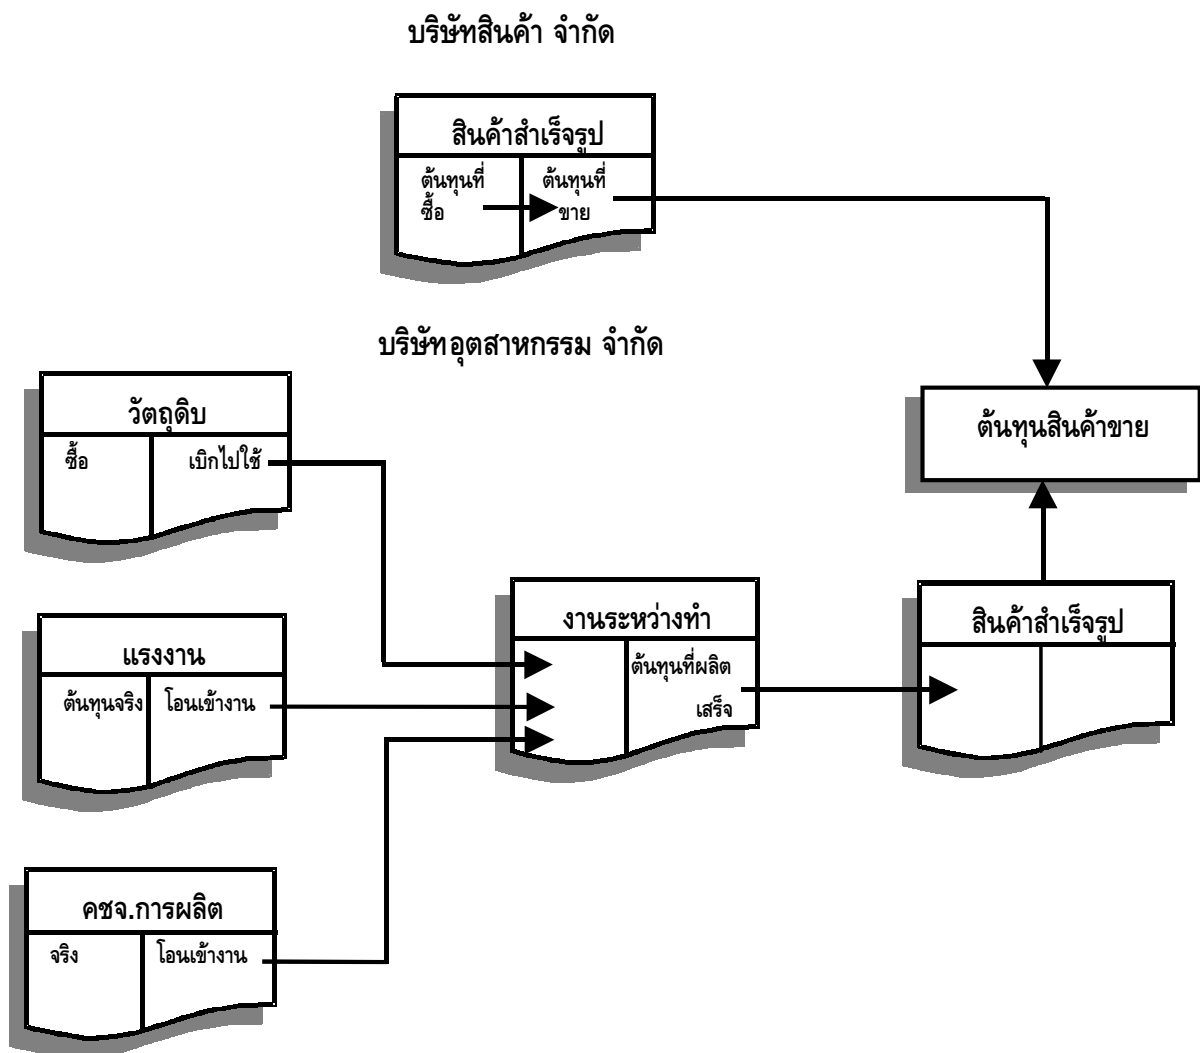 บริษัทสินค้า จำกัด
สินค้าสำเร็จรูป
ต้นทุนที่
ซื้อ
ต้นทุนที่
ขาย
บริษัทอุตสาหกรรม จำกัด
วัตถุดิบ
ซื้อ
เบิกไปใช้
ต้นทุนสินค้าขาย
แรงงาน
ต้นทุนจริง
โอนเข้างาน
งานระหว่างทำ
ต้นทุนที่ผลิต
เสร็จ
สินค้าสำเร็จรูป
คชจ.การผลิต
จริง
โอนเข้างาน